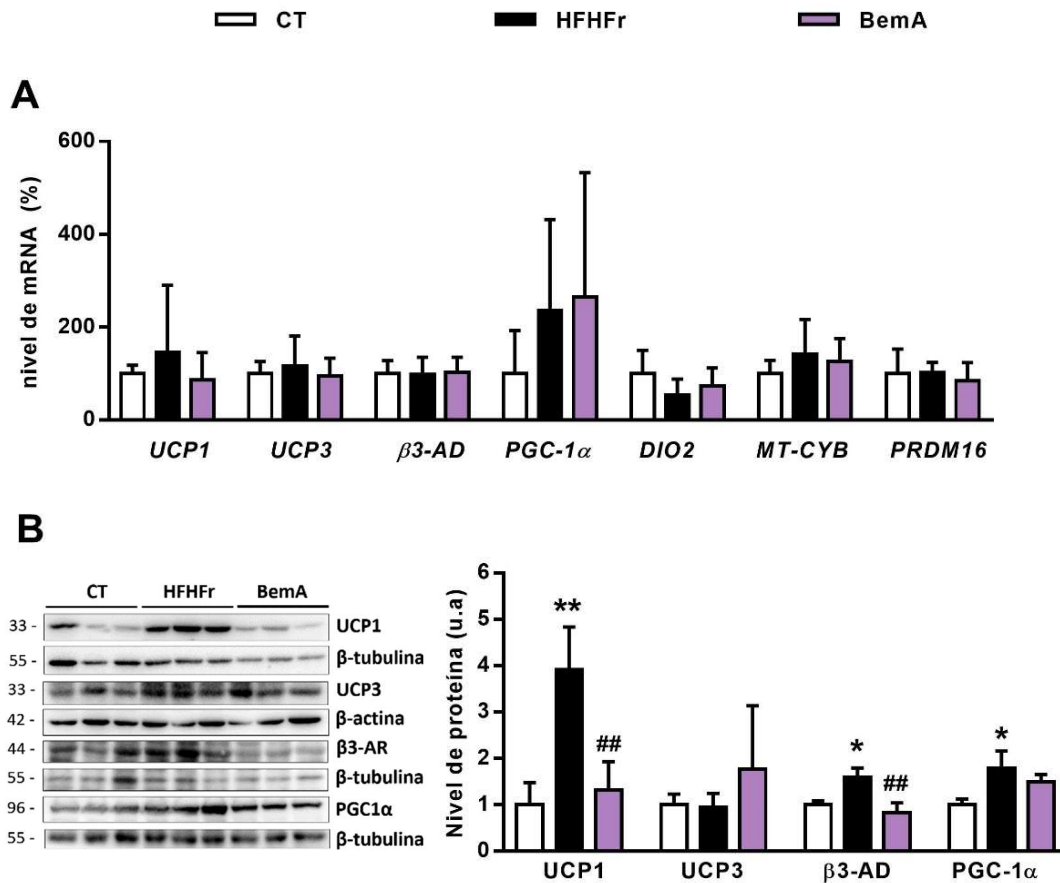 CT HFHFr BemA
A
nivel de mRNA (%)
600
400
200
0
UCP1 UCP3 β3-AD PGC-1α DIO2 MT-CYB PRDM16
B
CT HFHFr BemA
33 - UCP1
55 - β-tubulina
33 - UCP3
42 - β-actina
44 - β3-AR
55 - β-tubulina
96 - PGC1α
55 - β-tubulina
Nivel de proteína (u.a)
6
5
4
3
2
1
0
** ## * ## *
UCP1 UCP3 β3-AD PGC-1α